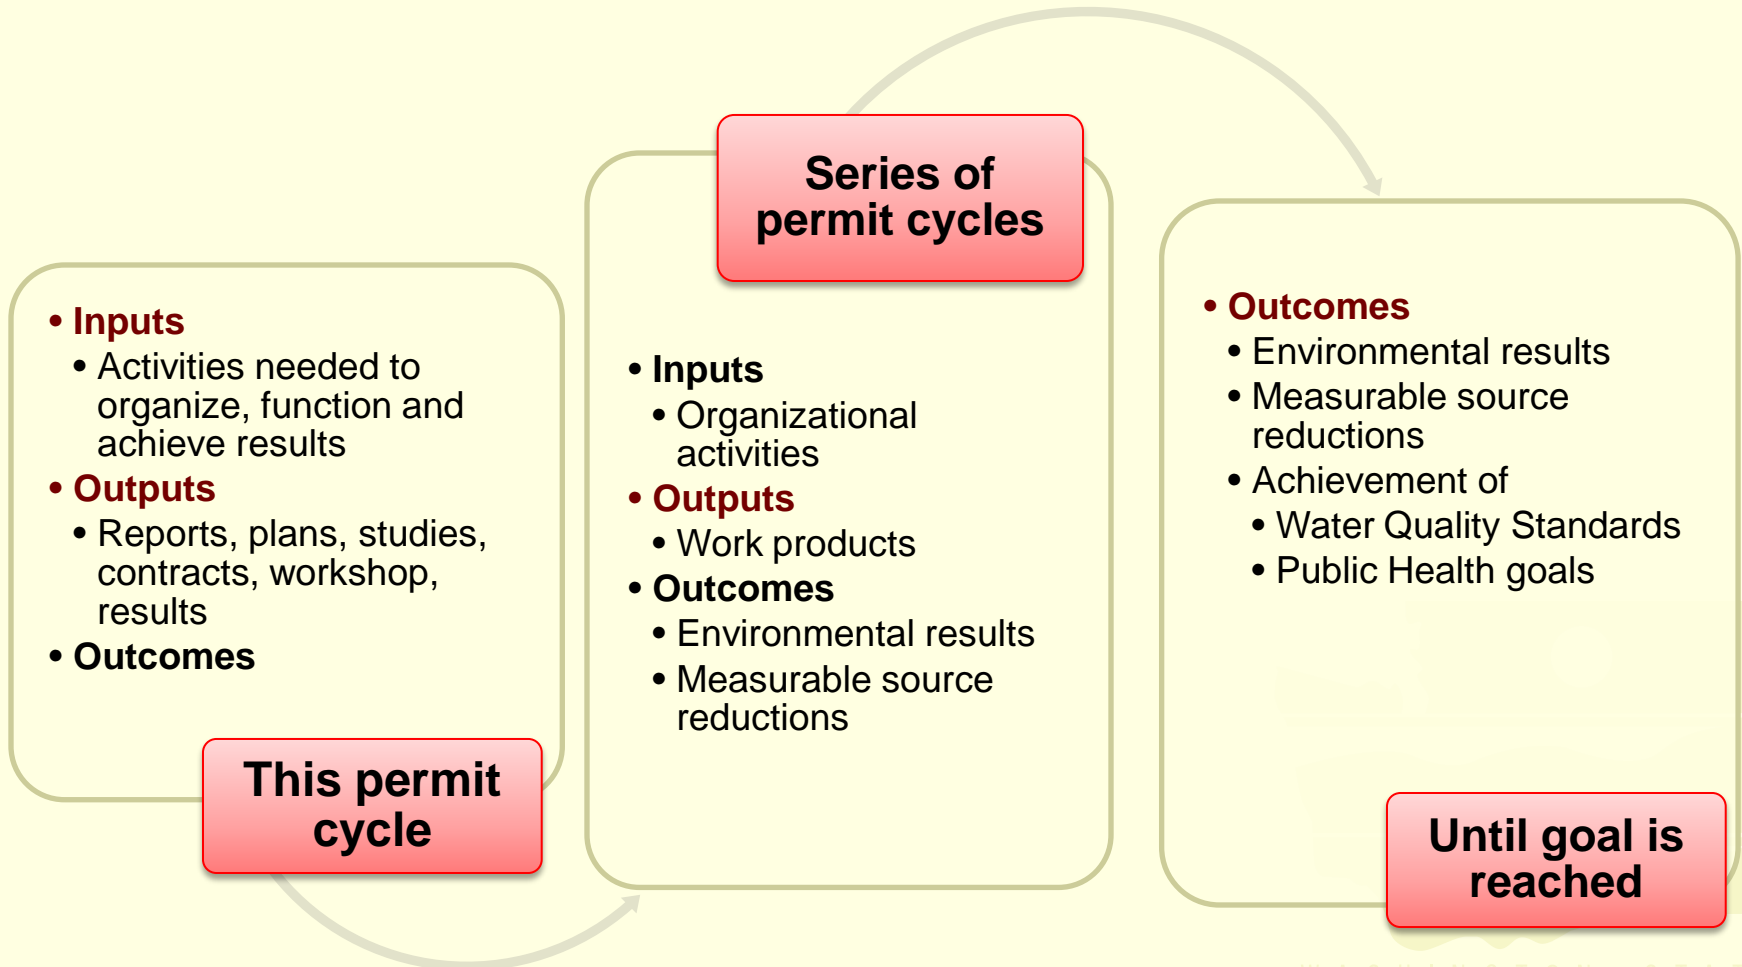 • Inputs
• Activities needed to
organize, function and
achieve results
• Outputs
• Reports, plans, studies,
contracts, workshop,
results
• Outcomes
This permit
cycle
Series of
permit cycles
• Inputs
• Organizational
activities
• Outputs
• Work products
• Outcomes
• Environmental results
• Measurable source
reductions
• Outcomes
• Environmental results
• Measurable source
reductions
• Achievement of
• Water Quality Standards
• Public Health goals
Until goal is
reached